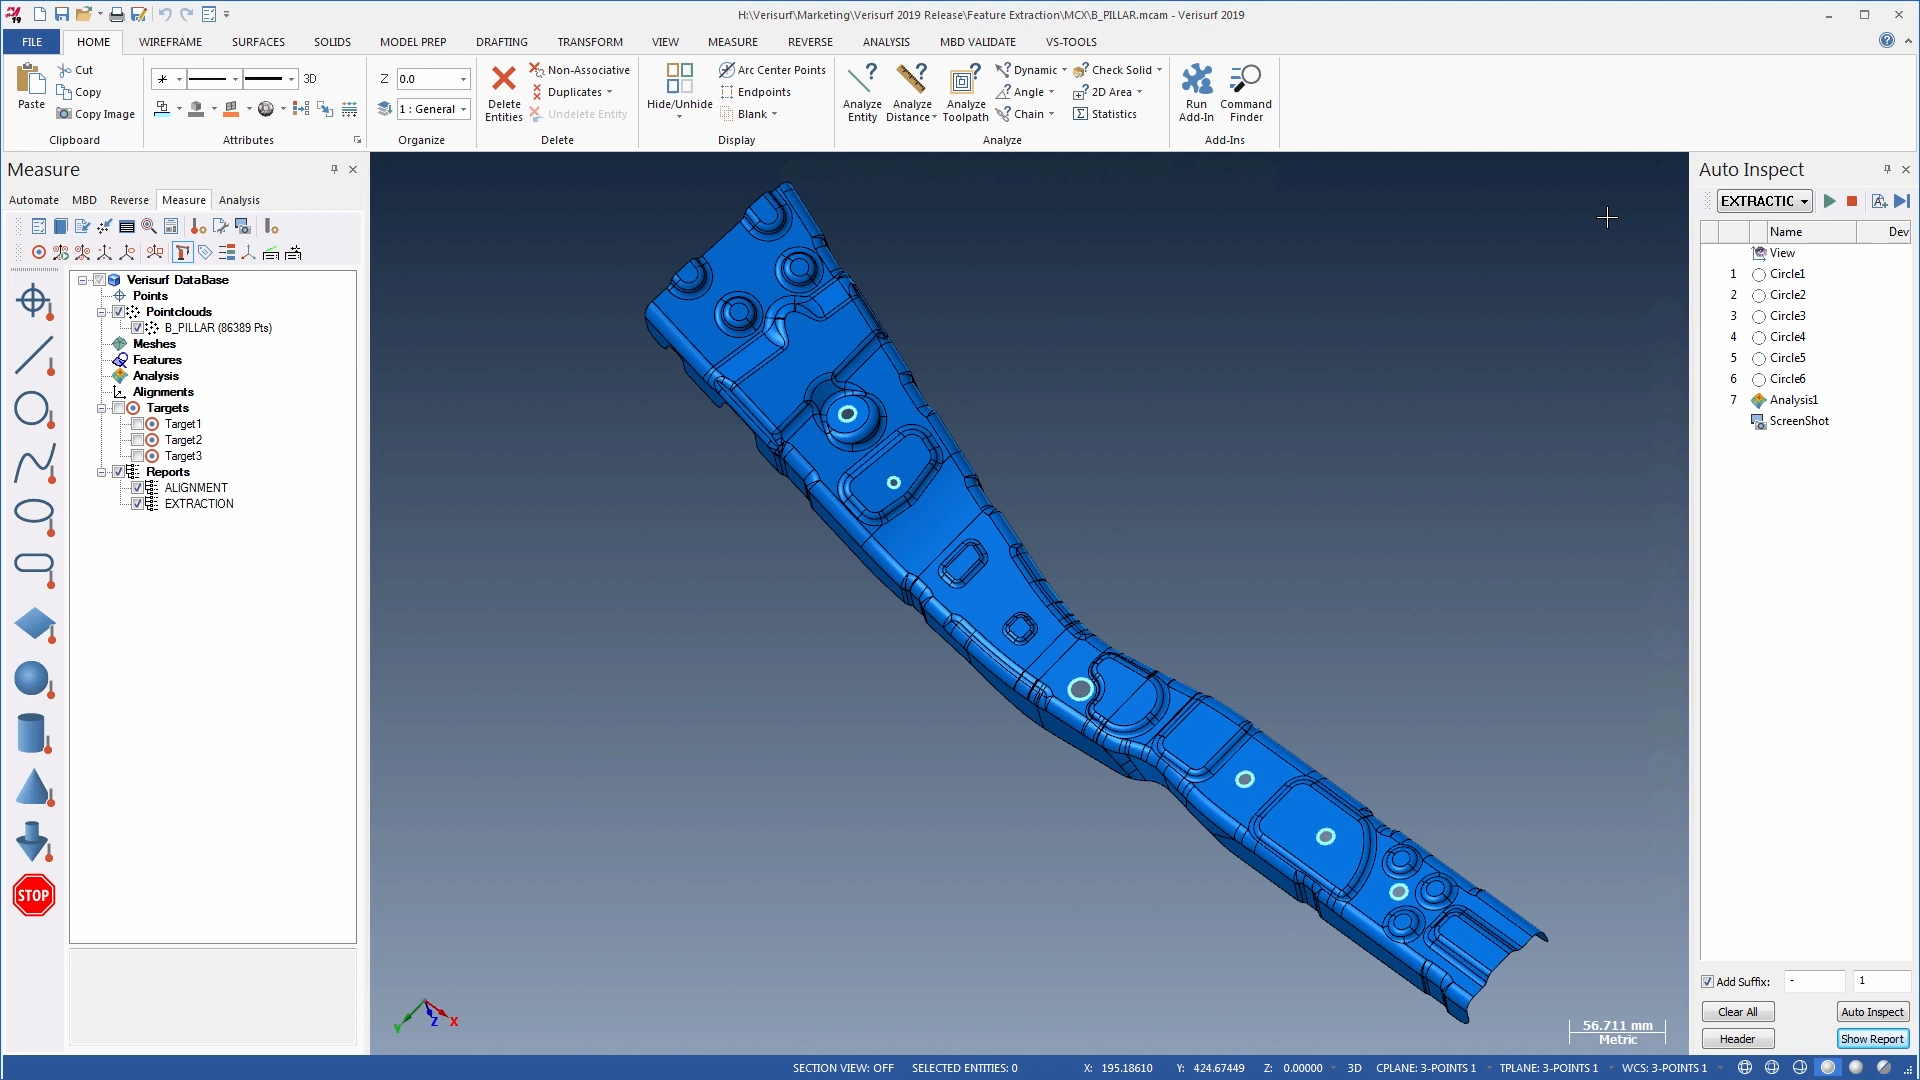 H:\Verisurf\Marketing\Verisurf 2019 Release\Feature Extraction\MCX\B_PILLAR.mcam - Verisurf 2019
FILE HOME WIREFRAME SURFACES SOLIDS MODEL PREP DRAFTING TRANSFORM VIEW MEASURE REVERSE ANALYSIS MBD VALIDATE VS-TOOLS
Paste
Cut
Copy
Copy Image
Clipboard
3D
Attributes
Z 0.0
1 : General
Organize
Delete Entities
Non-Associative
Duplicates
Undelete Entity
Delete
Hide/Unhide
Arc Center Points
Endpoints
Blank
Display
Analyze Entity
Analyze Distance
Analyze Toolpath
Dynamic
Angle
Chain
Check Solid
2D Area
Statistics
Analyze
Run Add-In
Command Finder
Add-Ins
Measure
Automate MBD Reverse Measure Analysis
Verisurf DataBase
Points
Pointclouds
B_PILLAR (86389 Pts)
Meshes
Features
Analysis
Alignments
Targets
Target1
Target2
Target3
Reports
ALIGNMENT
EXTRACTION
STOP
Y Z X
56.711 mm
Metric
Auto Inspect
EXTRACTIC
Name Dev
View
1 Circle1
2 Circle2
3 Circle3
4 Circle4
5 Circle5
6 Circle6
7 Analysis1
ScreenShot
Add Suffix: - 1
Clear All Auto Inspect
Header Show Report
SECTION VIEW: OFF SELECTED ENTITIES: 0 X: 195.18610 Y: 424.67449 Z: 0.00000 3D CPLANE: 3-POINTS 1 TPLANE: 3-POINTS 1 WCS: 3-POINTS 1